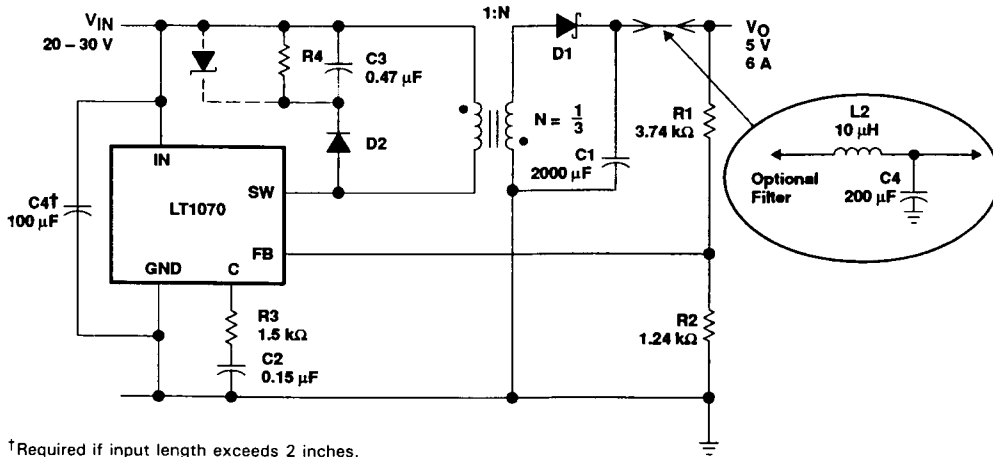 VIN
20 – 30 V
R4
C3
0.47 µF
1:N
D1
VO
5 V
6 A
D2
N = 1/3
C1
2000 µF
R1
3.74 kΩ
L2
10 µH
Optional
Filter
C4
200 µF
IN
SW
LT1070
FB
GND
C
C4†
100 µF
R3
1.5 kΩ
C2
0.15 µF
R2
1.24 kΩ
†Required if input length exceeds 2 inches.